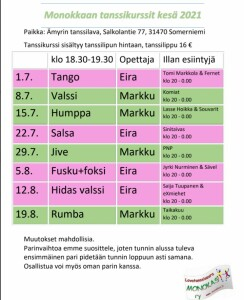 Monokkaan tanssikurssit kesä 2021
Paikka: Ämyrin tanssilava, Salkolantie 77, 31470 Somerniemi
Tanssikurssi sisältyy tanssilipun hintaan, tanssilippu 16 €
klo 18.30-19.30 Opettaja Illan esiintyjä
1.7. Tango Eira Tomi Markkola & Fernet
klo 20 - 0.00
8.7. Valssi Markku Komiat
klo 20 - 0.00
15.7. Humppa Markku Lasse Hoikka & Souvarit
klo 20 - 0.00
22.7. Salsa Eira Sinitaivas
klo 20 - 0.00
29.7. Jive Markku PNP
klo 20 - 0.00
5.8. Fusku+foksi Eira Jyrki Nurminen & Sävel
klo 20 - 0.00
12.8. Hidas valssi Eira Seija Tuupanen &
eXmiehet
klo 20 - 0.00
19.8. Rumba Markku Taikakuu
klo 20 - 0.00
Muutokset mahdollisia.
Parinvaihtoa emme suosittele, joten tunnin alussa tuleva
ensimmäinen pari pidetään tunnin loppuun asti samana.
Osallistua voi myös oman parin kanssa.
MONOKAS
ry